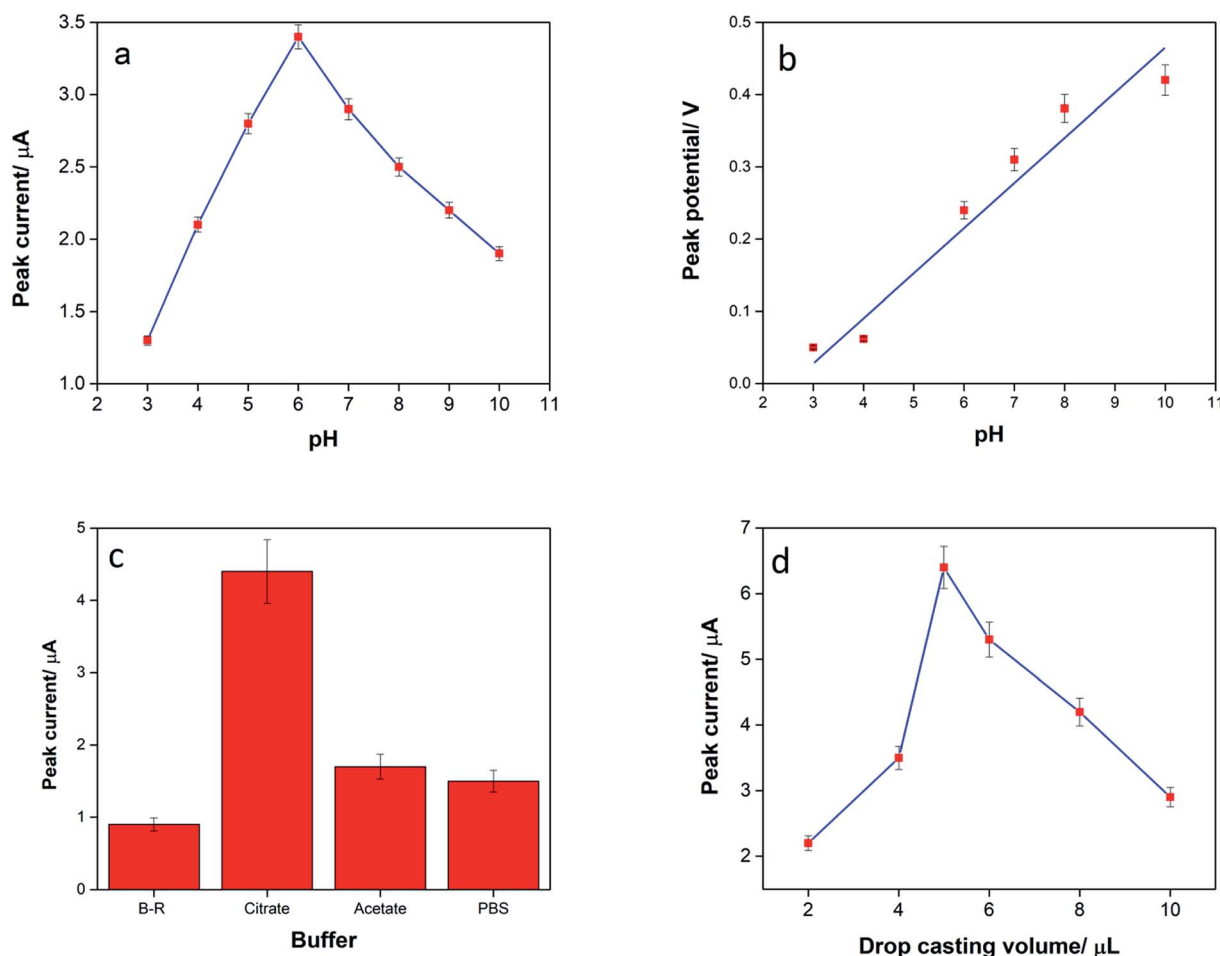 a
3.5
3.0
2.5
2.0
1.5
1.0
Peak current/ μA
2 3 4 5 6 7 8 9 10 11
pH
b
0.5
0.4
0.3
0.2
0.1
0.0
Peak potential/ V
2 3 4 5 6 7 8 9 10 11
pH
c
5
4
3
2
1
0
Peak current/ μA
B-R Citrate Acetate PBS
Buffer
d
7
6
5
4
3
2
Peak current/ μA
2 4 6 8 10
Drop casting volume/ μL